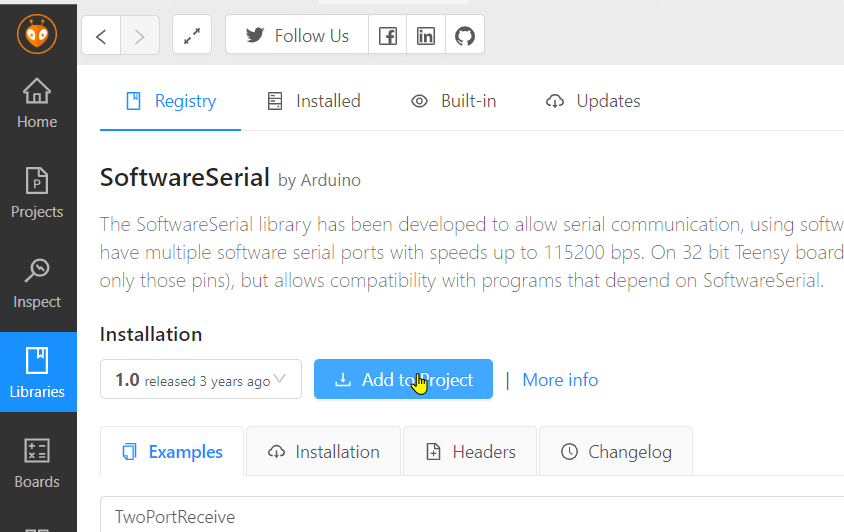 Follow Us
Home
Registry
Installed
Built-in
Updates
Projects
SoftwareSerial by Arduino
The SoftwareSerial library has been developed to allow serial communication, using softw
have multiple software serial ports with speeds up to 115200 bps. On 32 bit Teensy board
only those pins), but allows compatibility with programs that depend on SoftwareSerial.
Inspect
Installation
1.0 released 3 years ago
Add to Project
| More info
Libraries
Examples
Installation
Headers
Changelog
Boards
TwoPortReceive